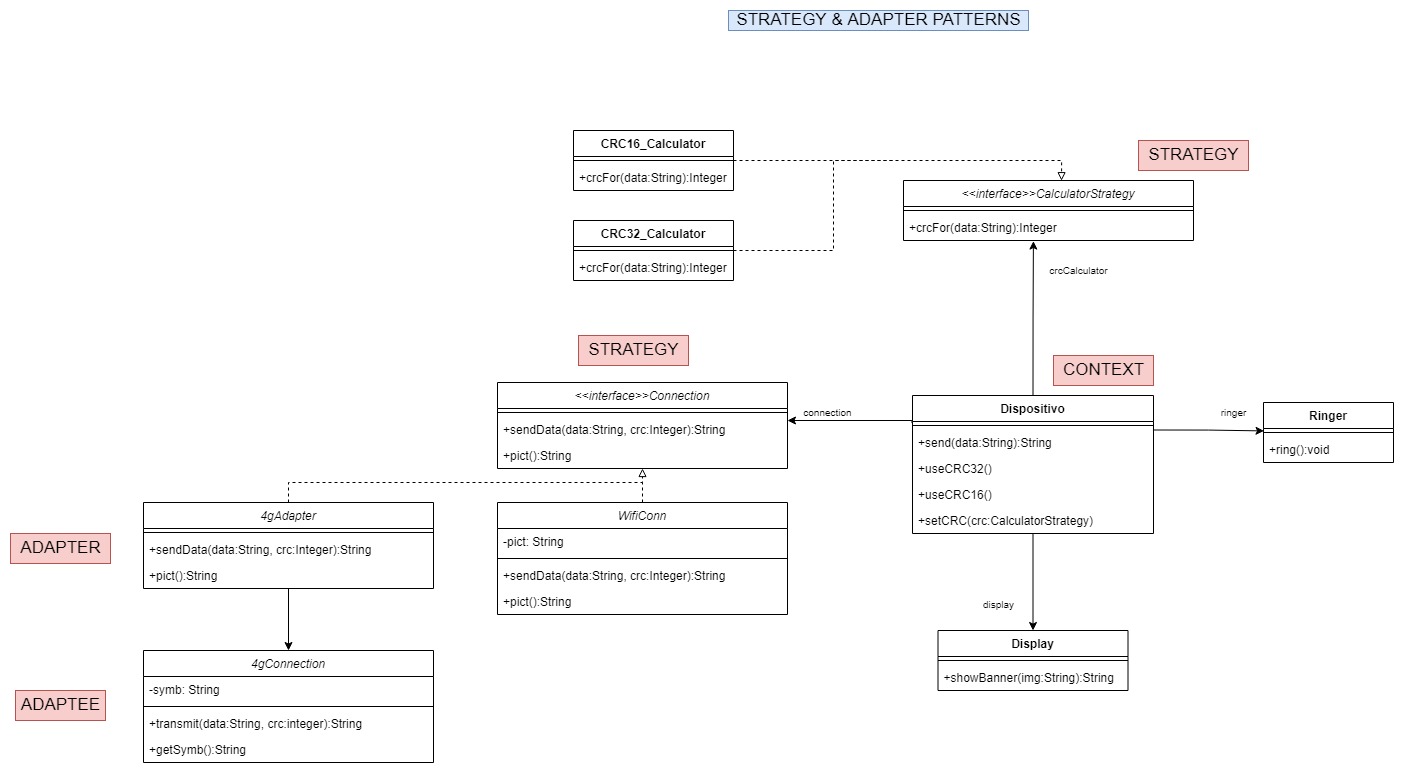 STRATEGY & ADAPTER PATTERNS
CRC16_Calculator
+crcFor(data:String):Integer
STRATEGY
<<interface>>CalculatorStrategy
+crcFor(data:String):Integer
CRC32_Calculator
+crcFor(data:String):Integer
crcCalculator
STRATEGY
<<interface>>Connection
+sendData(data:String, crc:Integer):String
+pict():String
connection
CONTEXT
Dispositivo
+send(data:String):String
+useCRC32()
+useCRC16()
+setCRC(crc:CalculatorStrategy)
ringer
Ringer
+ring():void
ADAPTER
4gAdapter
+sendData(data:String, crc:Integer):String
+pict():String
WifiConn
-pict: String
+sendData(data:String, crc:Integer):String
+pict():String
display
Display
+showBanner(img:String):String
ADAPTEE
4gConnection
-symb: String
+transmit(data:String, crc:integer):String
+getSymb():String